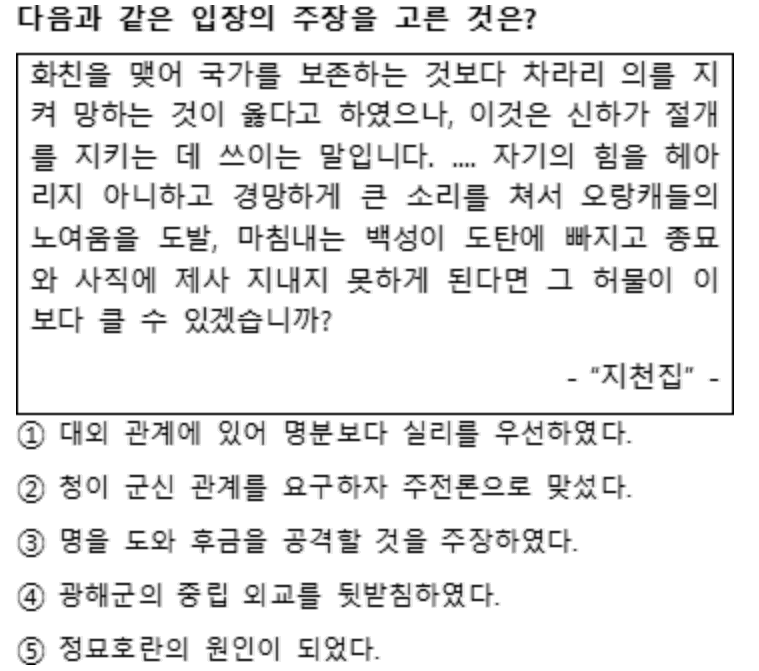 다음과 같은 입장의 주장을 고른 것은?
화친을 맺어 국가를 보존하는 것보다 차라리 의를 지
켜 망하는 것이 옳다고 하였으나, 이것은 신하가 절개
를 지키는 데 쓰이는 말입니다. .... 자기의 힘을 헤아
리지 아니하고 경망하게 큰 소리를 쳐서 오랑캐들의
노여움을 도발, 마침내는 백성이 도탄에 빠지고 종묘
와 사직에 제사 지내지 못하게 된다면 그 허물이 이
보다 클 수 있겠습니까?
- "지천집" -
① 대외 관계에 있어 명분보다 실리를 우선하였다.
② 청이 군신 관계를 요구하자 주전론으로 맞섰다.
③ 명을 도와 후금을 공격할 것을 주장하였다.
④ 광해군의 중립 외교를 뒷받침하였다.
⑤ 정묘호란의 원인이 되었다.